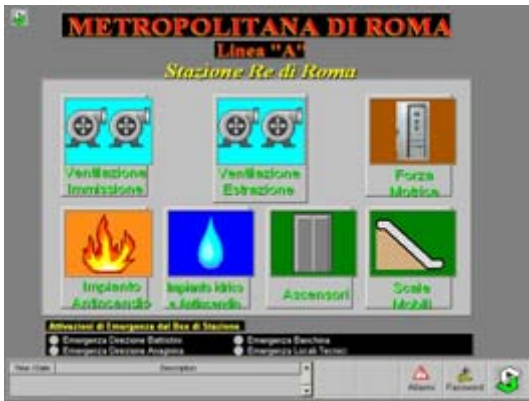 METROPOLITANA DI ROMA
Linea "A"
Stazione Re di Roma
Ventilazione
Immissione
Ventilazione
Estrazione
Forza
Motrice
Impianto
Antincendio
Impianto Idrico
e Antincendio
Ascensori
Scale
Mobili
Attivazioni di Emergenza dal Box di Stazione
Emergenza Direzione Battistini
Emergenza Banchina
Emergenza Direzione Anagnina
Emergenza Locali Tecnici
Time / Date
Description
Allarmi
Password